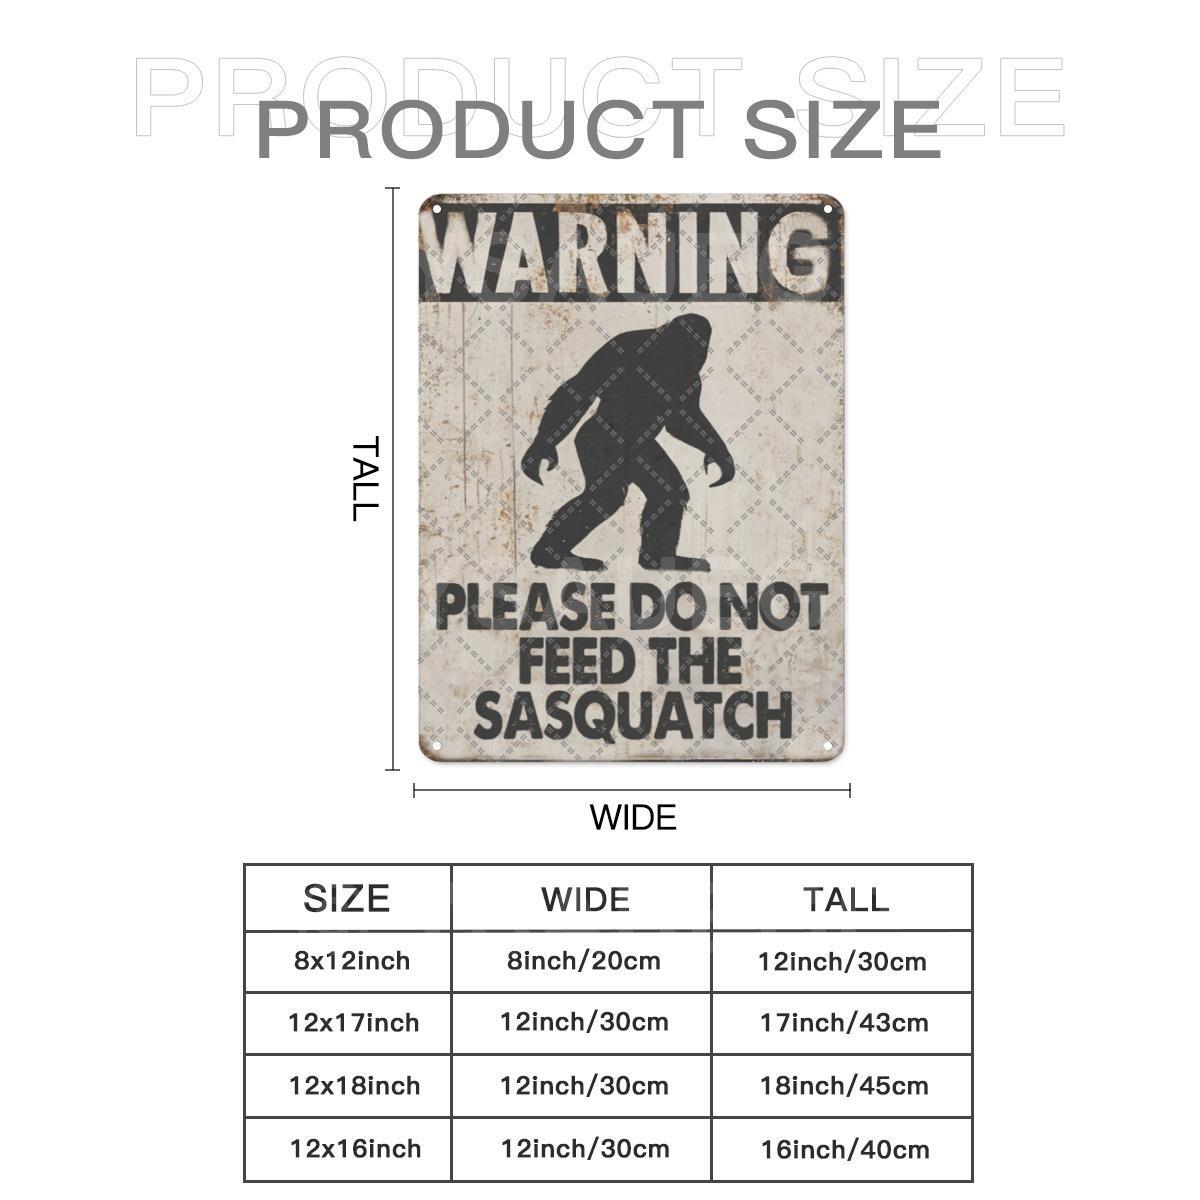 PRODUCT SIZE
PRODUCT SIZE
WARNING
PLEASE DO NOT
FEED THE
SASQUATCH
TALL
WIDE
SIZE WIDE TALL
8x12inch 8inch/20cm 12inch/30cm
12x17inch 12inch/30cm 17inch/43cm
12x18inch 12inch/30cm 18inch/45cm
12x16inch 12inch/30cm 16inch/40cm